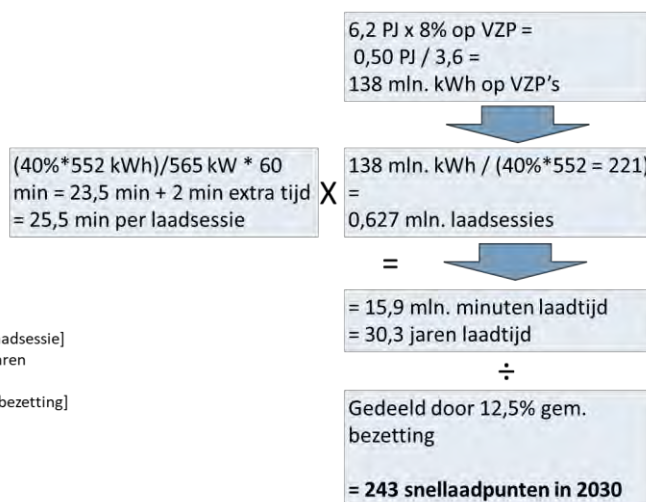 6,2 PJ x 8% op VZP =
0,50 PJ / 3,6 =
138 mln. kWh op VZP's
(40%*552 kWh)/565 kW * 60
min = 23,5 min + 2 min extra tijd
= 25,5 min per laadsessie
X
138 mln. kWh / (40%*552 = 221)
=
0,627 mln. laadsessies
=
= 15,9 mln. minuten laadtijd
= 30,3 jaren laadtijd
÷
Gedeeld door 12,5% gem.
bezetting
= 243 snellaadpunten in 2030
bezetting]